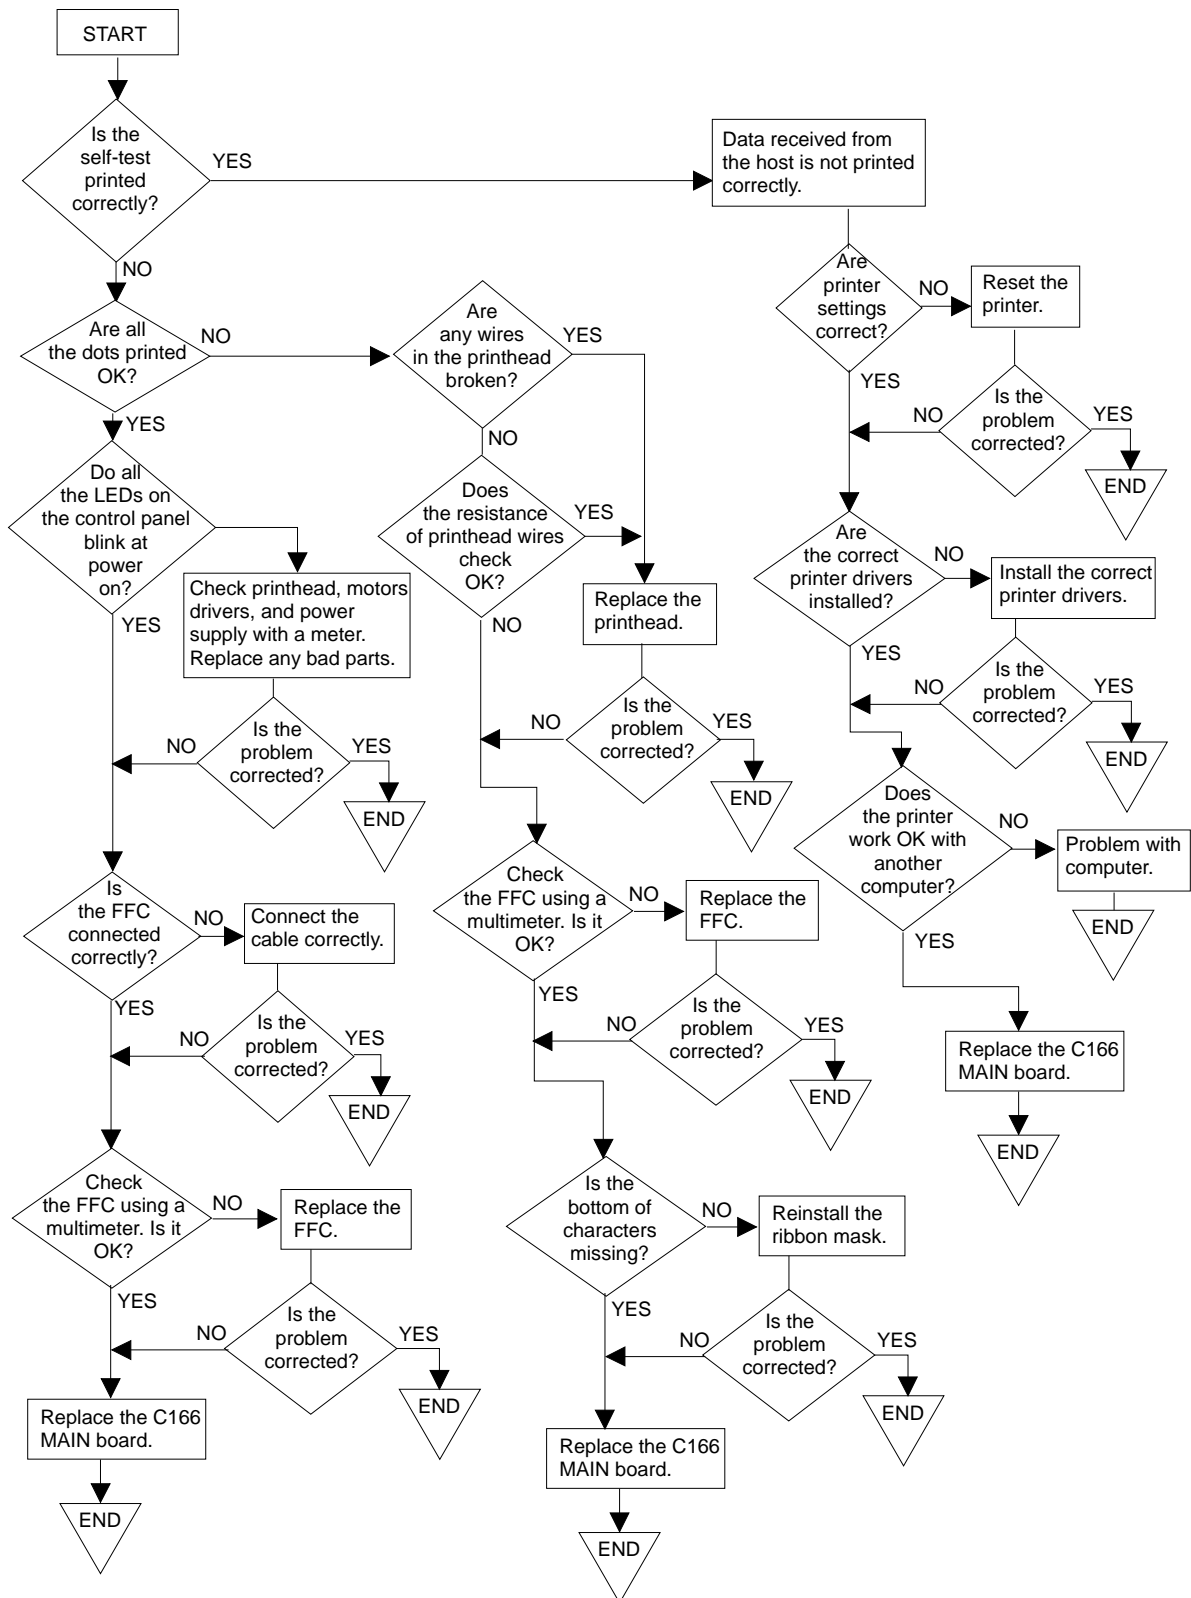 START
Is the
self-test
printed
correctly?
YES
Data received from
the host is not printed
correctly.
NO
Are
printer
settings
correct?
NO
Reset the
printer.
YES
Is the
problem
corrected?
NO
YES
END
Are all
the dots printed
OK?
NO
Are
any wires
in the printhead
broken?
YES
YES
NO
Do all
the LEDs on
the control panel
blink at
power
on?
YES
Check printhead, motors
drivers, and power
supply with a meter.
Replace any bad parts.
Is the
problem
corrected?
NO
YES
END
Does
the resistance
of printhead wires
check
OK?
YES
NO
Replace the
printhead.
Is the
problem
corrected?
NO
YES
END
Are
the correct
printer drivers
installed?
NO
Install the correct
printer drivers.
YES
Is the
problem
corrected?
NO
YES
END
Does
the printer
work OK with
another
computer?
NO
Problem with
computer.
END
YES
Replace the C166
MAIN board.
END
Is
the FFC
connected
correctly?
NO
Connect the
cable correctly.
YES
Is the
problem
corrected?
NO
YES
END
Check
the FFC using a
multimeter. Is it
OK?
NO
Replace the
FFC.
YES
Is the
problem
corrected?
NO
YES
END
Check
the FFC using a
multimeter. Is it
OK?
NO
Replace the
FFC.
YES
Is the
problem
corrected?
NO
YES
END
Replace the C166
MAIN board.
END
Is the
bottom of
characters
missing?
NO
Reinstall the
ribbon mask.
YES
Is the
problem
corrected?
NO
YES
END
Replace the C166
MAIN board.
END